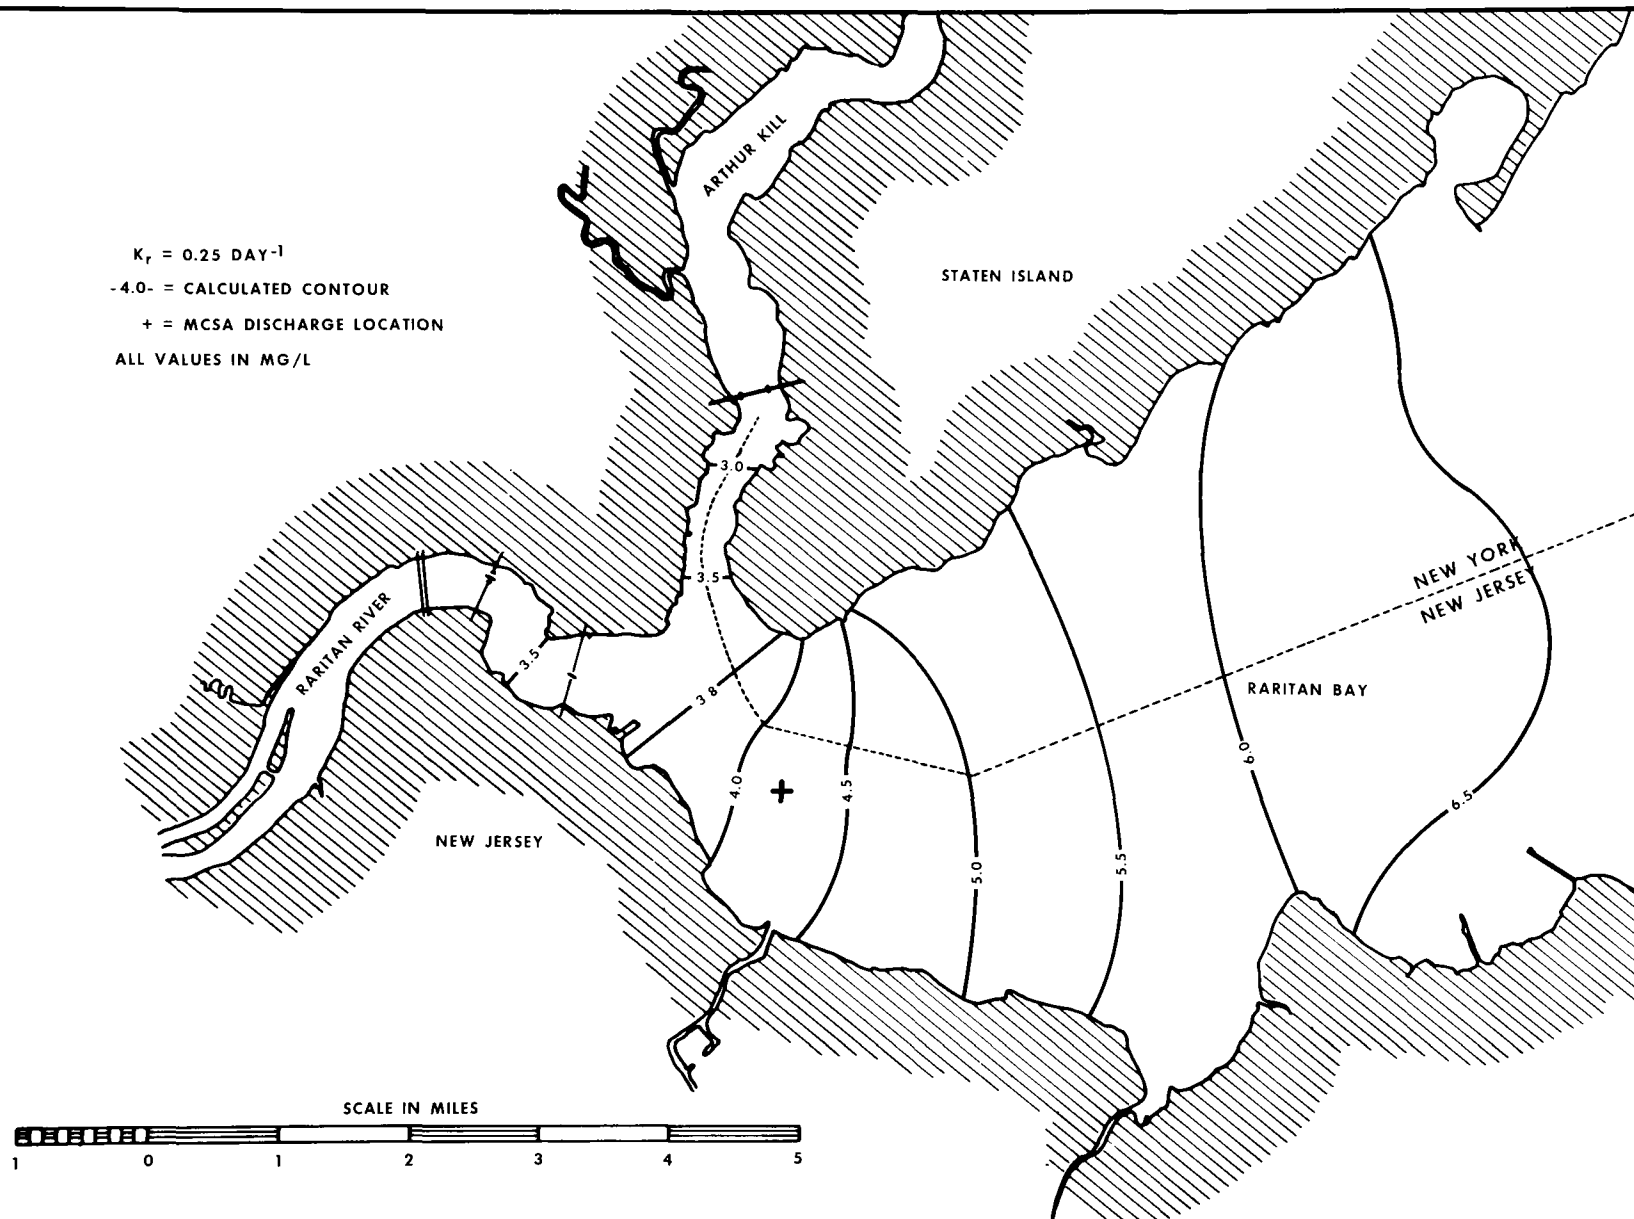 ARTHUR KILL
Kr = 0.25 DAY-1
-4.0- = CALCULATED CONTOUR
+ = MCSA DISCHARGE LOCATION
ALL VALUES IN MG/L
STATEN ISLAND
3.0
3.5
NEW YORK
NEW JERSEY
RARITAN RIVER
3.5
3.8
RARITAN BAY
4.0
4.5
6.0
6.5
NEW JERSEY
5.0
5.5
SCALE IN MILES
1 0 1 2 3 4 5